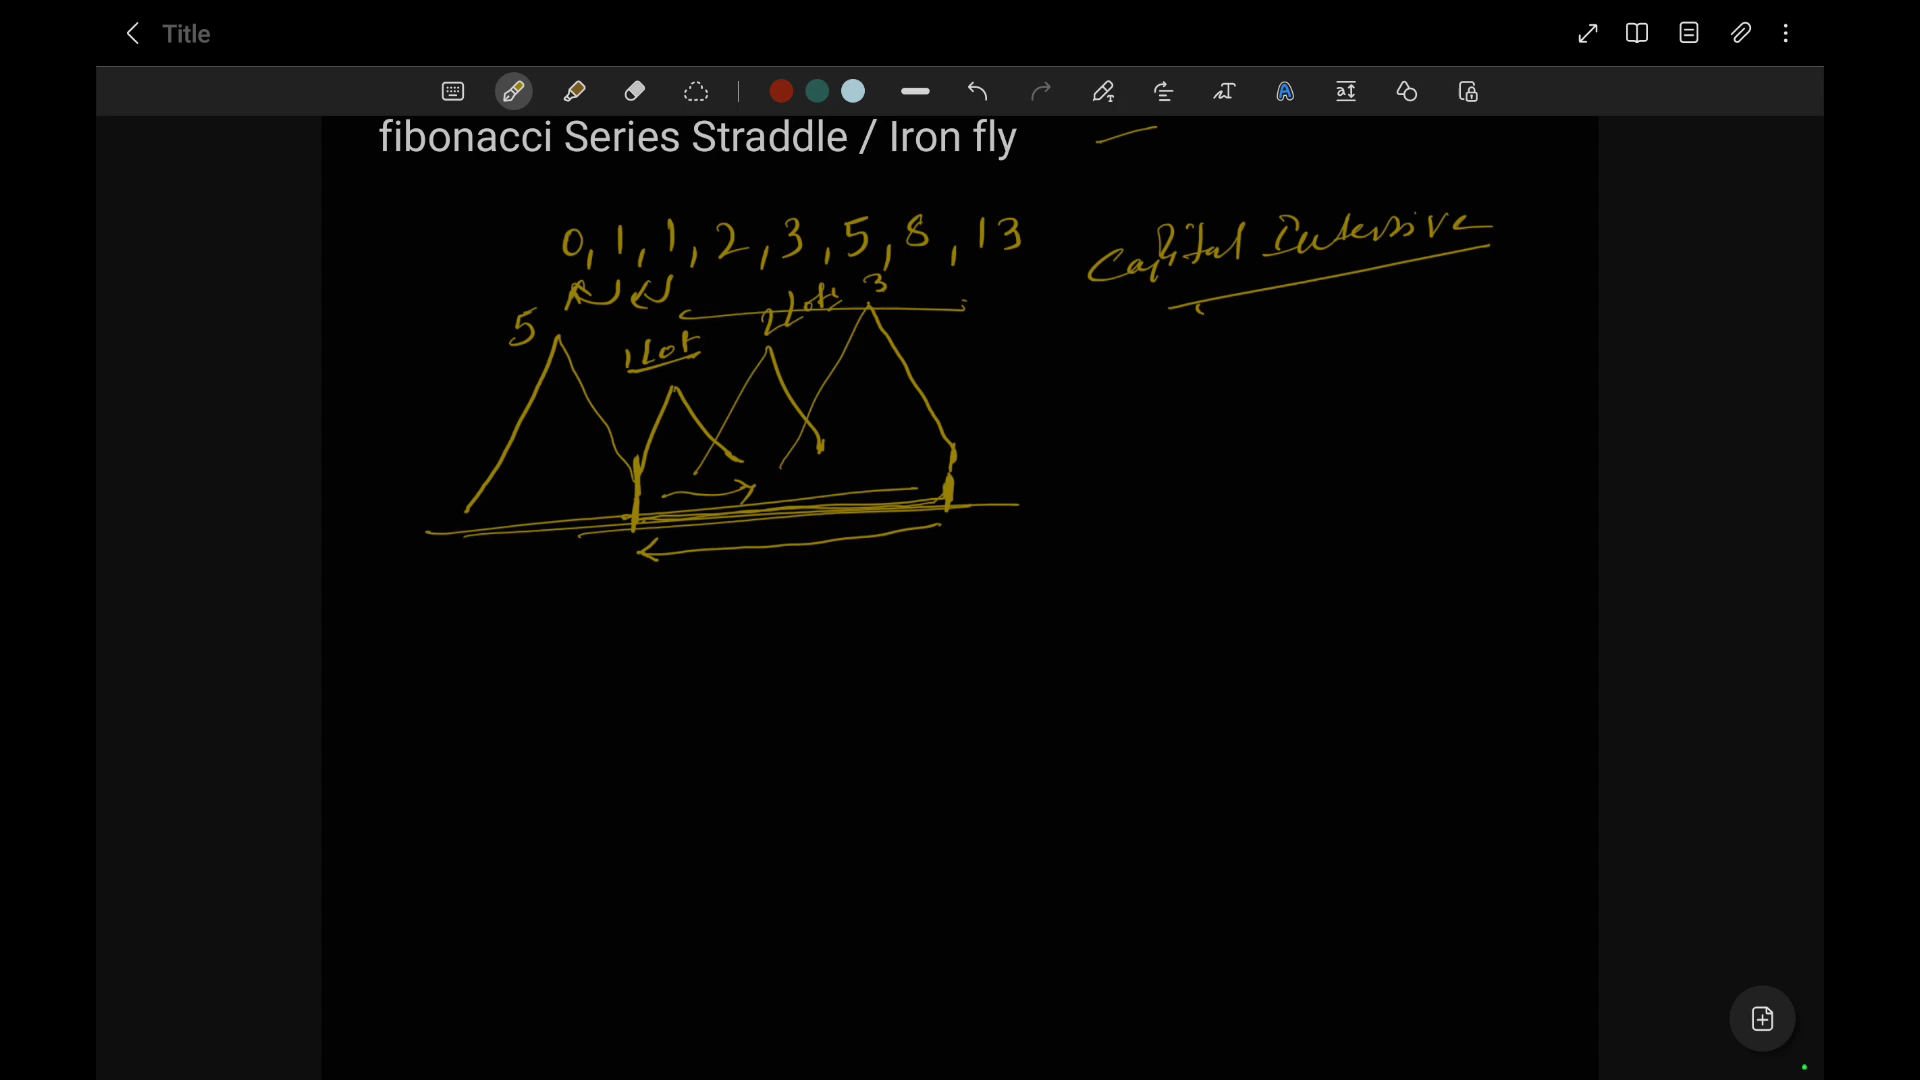 Title
fibonacci Series Straddle / Iron fly
0, 1, 1, 2, 3, 5, 8, 13
Capital Intensive
3
2 Lots
5
1 Lot